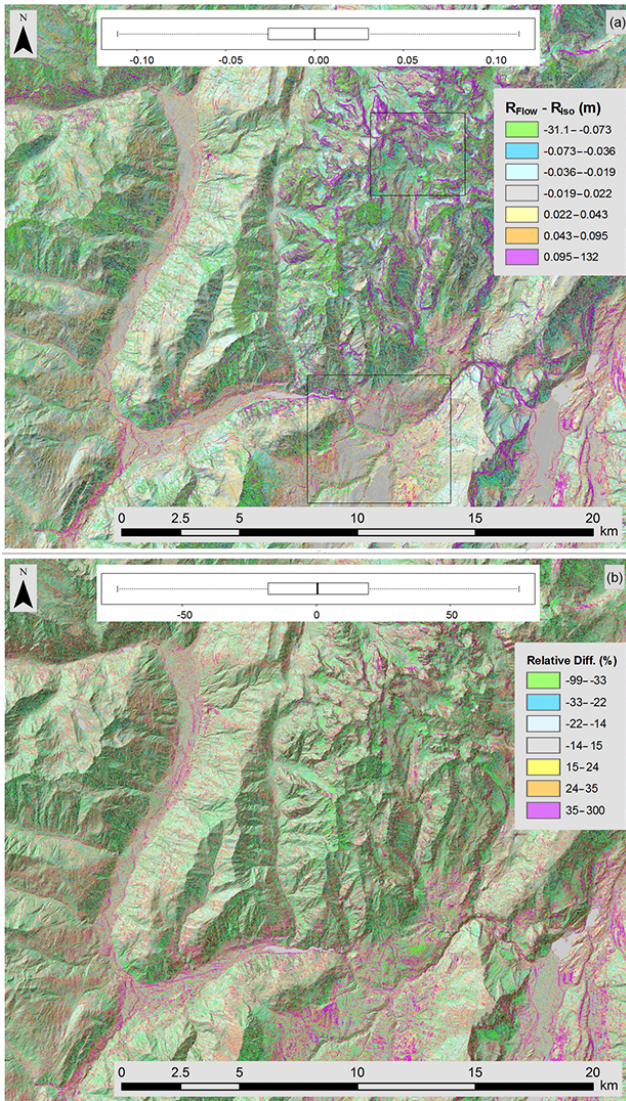 N
(a)
-0.10 -0.05 0.00 0.05 0.10
R_Flow - R_Iso (m)
-31.1--0.073
-0.073--0.036
-0.036--0.019
-0.019-0.022
0.022-0.043
0.043-0.095
0.095-132
0 2.5 5 10 15 20
km
N
(b)
-50 0 50
Relative Diff. (%)
-99--33
-33--22
-22--14
-14-15
15-24
24-35
35-300
0 2.5 5 10 15 20
km